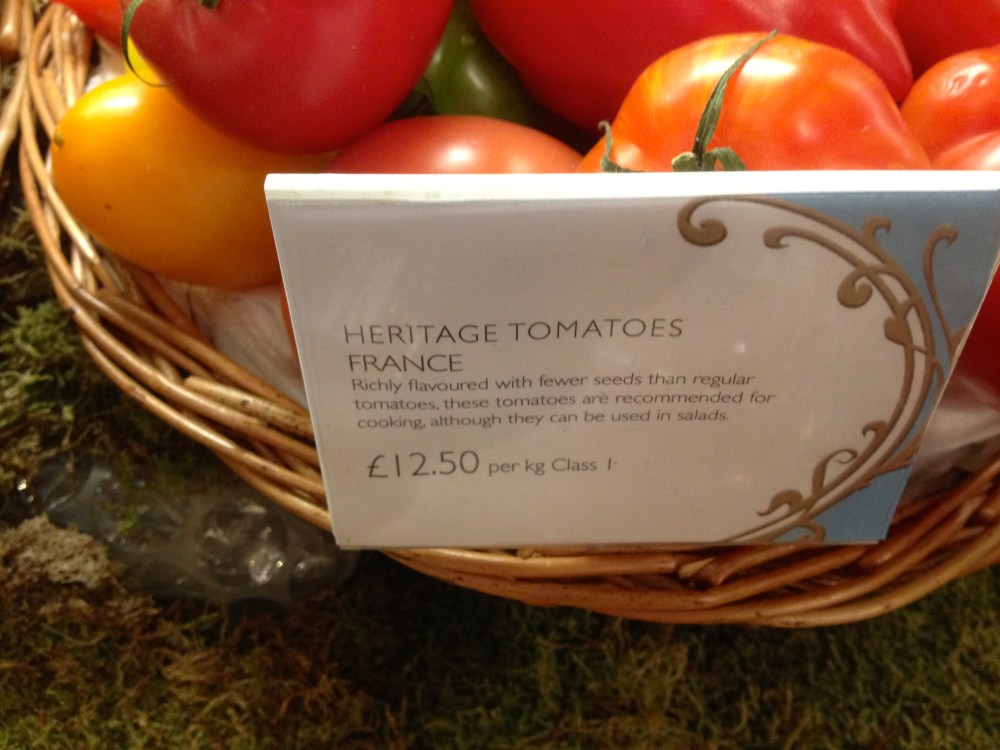 HERITAGE TOMATOES
FRANCE
Richly flavoured with fewer seeds than regular
tomatoes, these tomatoes are recommended for
cooking, although they can be used in salads.
£12.50 per kg Class 1